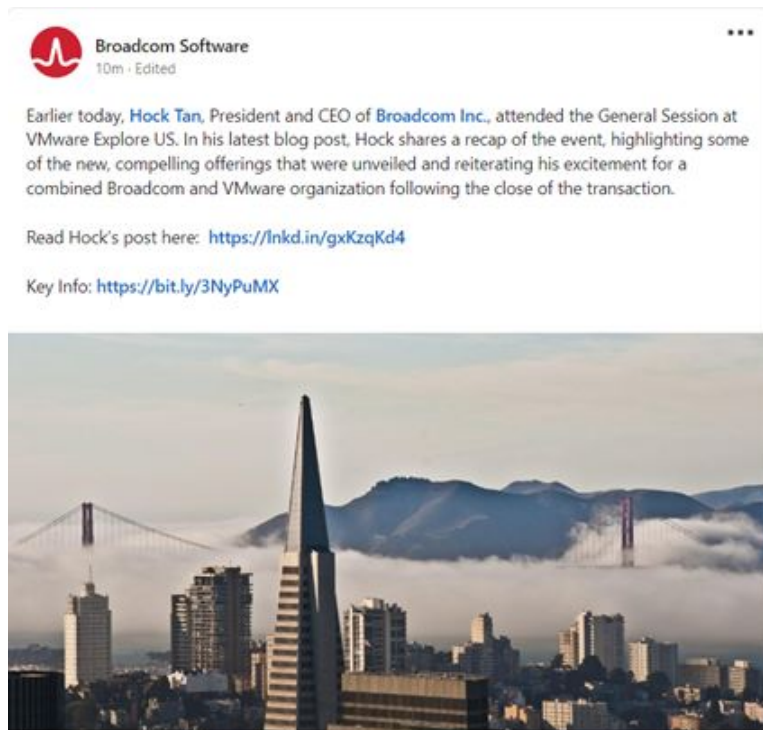 Broadcom Software
10m · Edited
Earlier today, Hock Tan, President and CEO of Broadcom Inc., attended the General Session at
VMware Explore US. In his latest blog post, Hock shares a recap of the event, highlighting some
of the new, compelling offerings that were unveiled and reiterating his excitement for a
combined Broadcom and VMware organization following the close of the transaction.
Read Hock's post here: https://lnkd.in/gxKzqKd4
Key Info: https://bit.ly/3NyPuMX